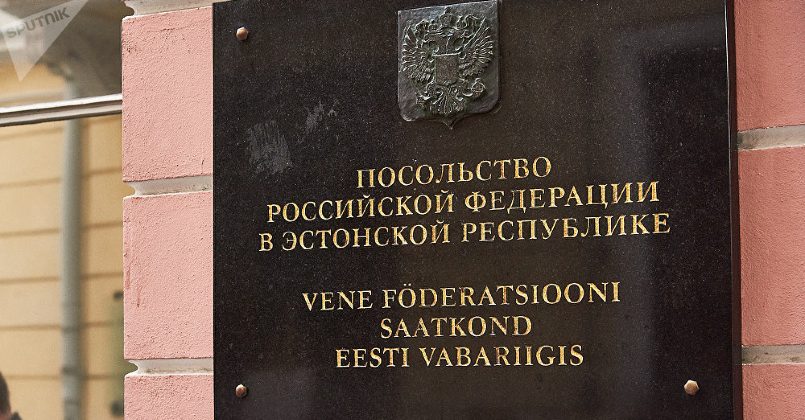 SPUTNIK
ПОСОЛЬСТВО
РОССИЙСКОЙ ФЕДЕРАЦИИ
В ЭСТОНСКОЙ РЕСПУБЛИКЕ
VENE FÖDERATSIOONI
SAATKOND
EESTI VABARIIGIS